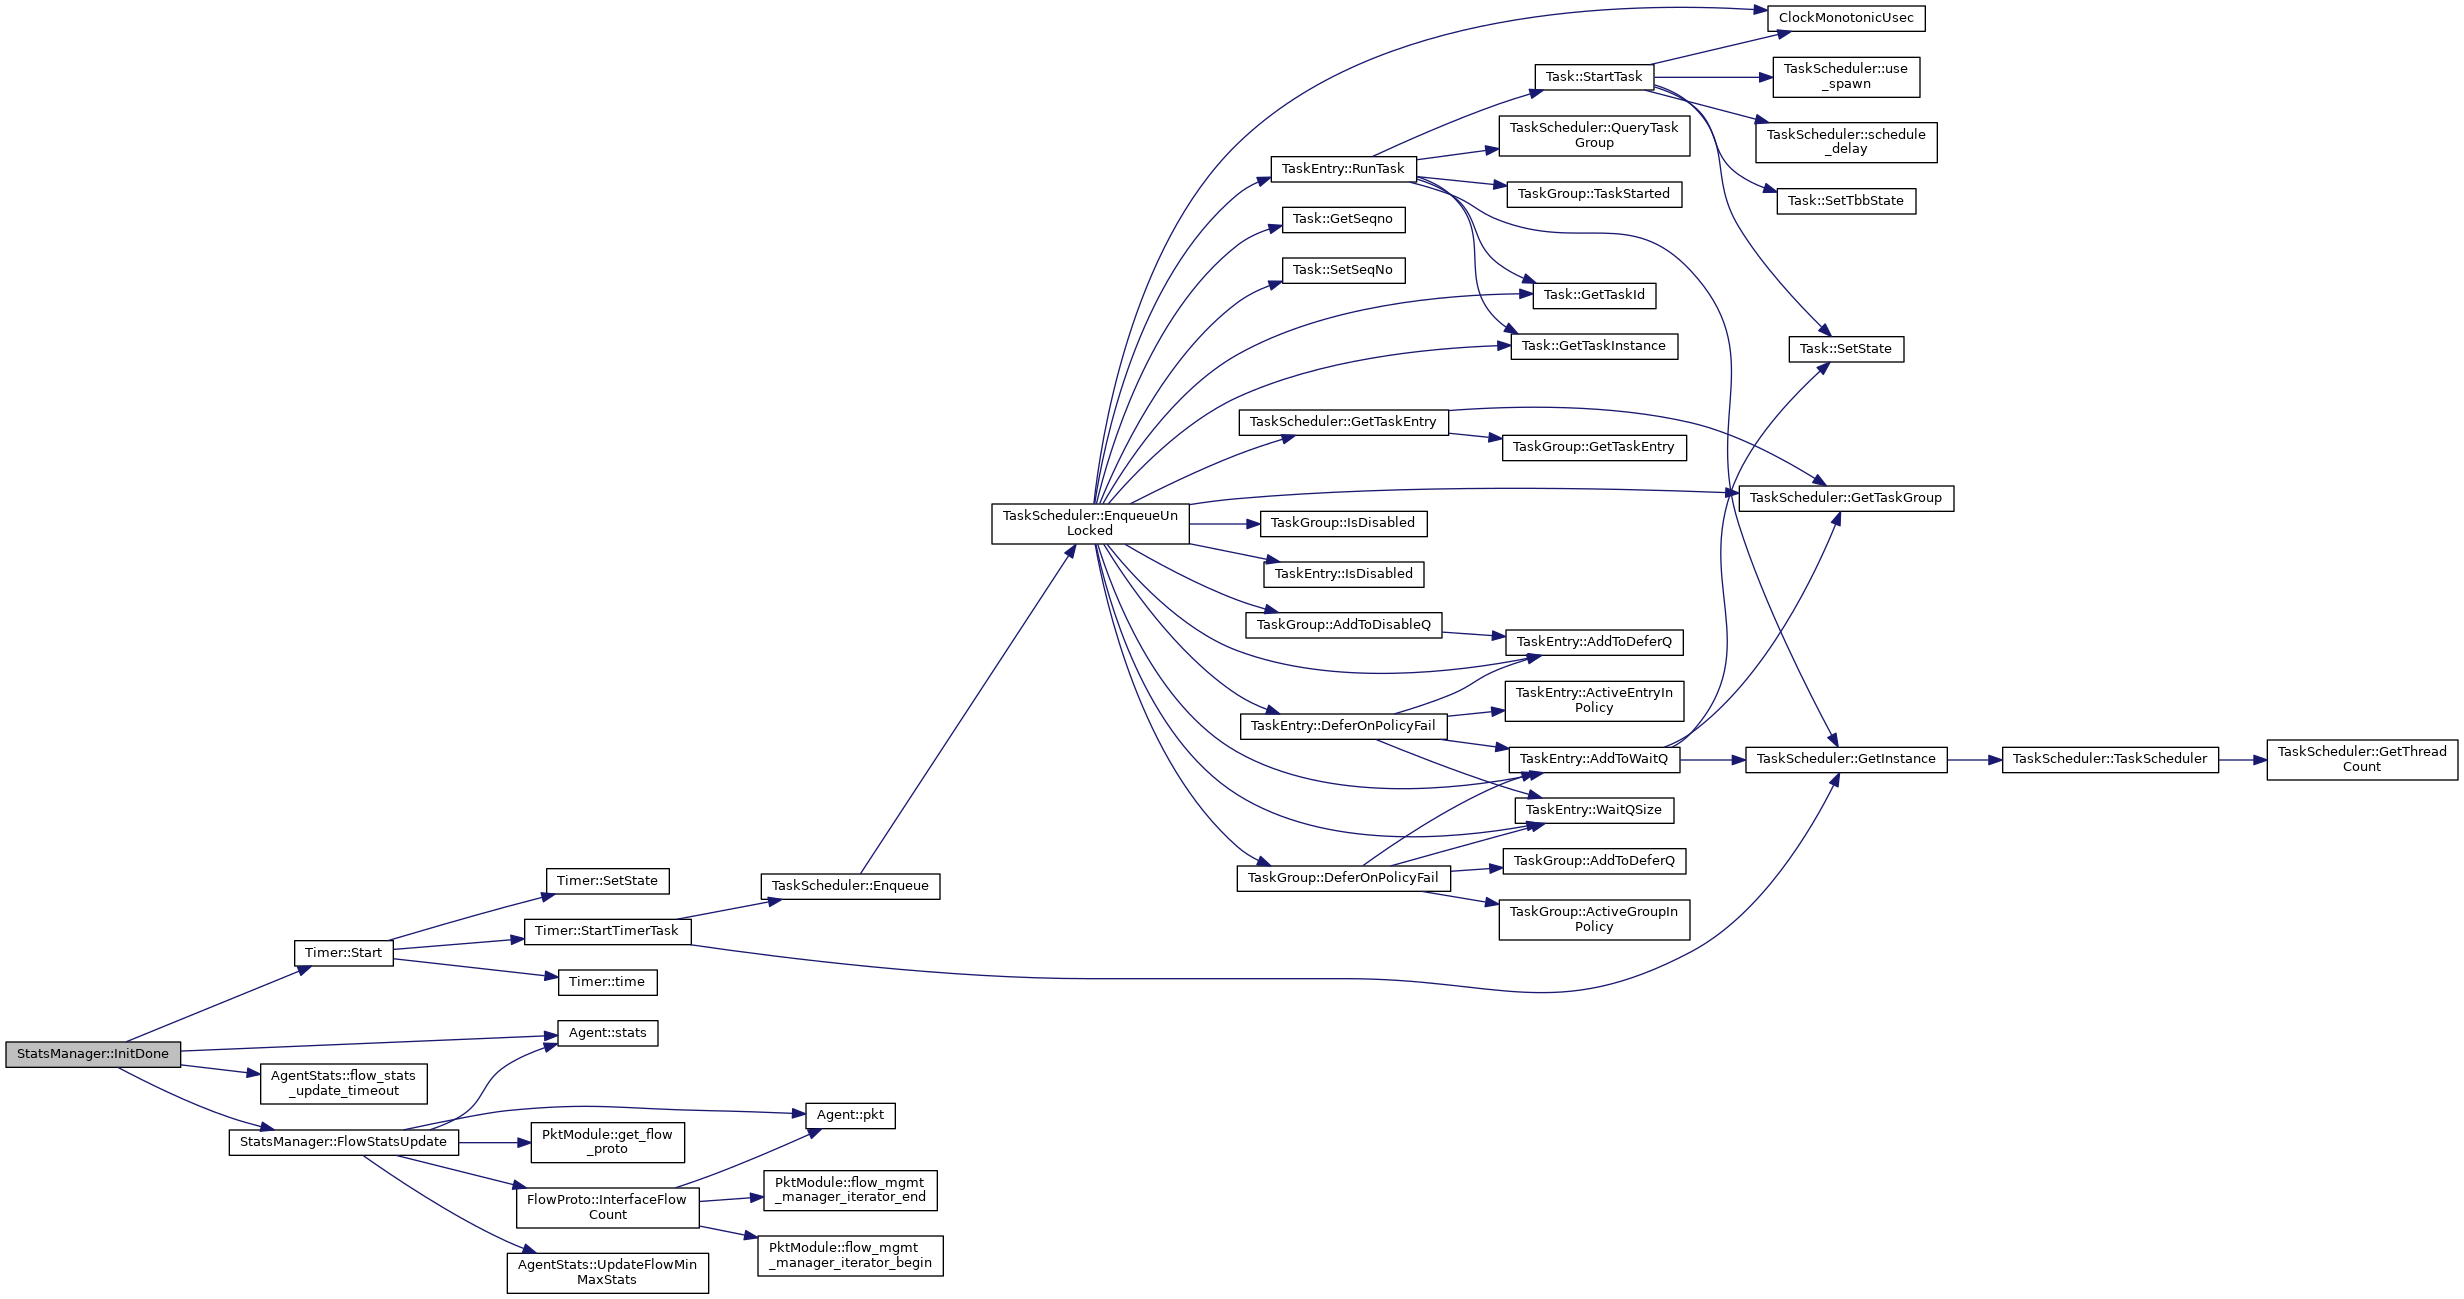 StatsManager::InitDone
Timer::Start
AgentStats::flow_stats
_update_timeout
StatsManager::FlowStatsUpdate
Timer::SetState
Timer::StartTimerTask
Timer::time
Agent::stats
PktModule::get_flow
_proto
FlowProto::InterfaceFlow
Count
AgentStats::UpdateFlowMin
MaxStats
TaskScheduler::Enqueue
Agent::pkt
PktModule::flow_mgmt
_manager_iterator_end
PktModule::flow_mgmt
_manager_iterator_begin
TaskScheduler::EnqueueUn
Locked
TaskEntry::RunTask
Task::GetSeqno
Task::SetSeqNo
TaskScheduler::GetTaskEntry
TaskGroup::IsDisabled
TaskEntry::IsDisabled
TaskGroup::AddToDisableQ
TaskEntry::DeferOnPolicyFail
TaskGroup::DeferOnPolicyFail
Task::StartTask
TaskScheduler::QueryTask
Group
TaskGroup::TaskStarted
Task::GetTaskId
Task::GetTaskInstance
TaskGroup::GetTaskEntry
TaskEntry::AddToDeferQ
TaskEntry::ActiveEntryIn
Policy
TaskEntry::AddToWaitQ
TaskEntry::WaitQSize
TaskGroup::AddToDeferQ
TaskGroup::ActiveGroupIn
Policy
ClockMonotonicUsec
TaskScheduler::use
_spawn
TaskScheduler::schedule
_delay
Task::SetTbbState
Task::SetState
TaskScheduler::GetTaskGroup
TaskScheduler::GetInstance
TaskScheduler::TaskScheduler
TaskScheduler::GetThread
Count